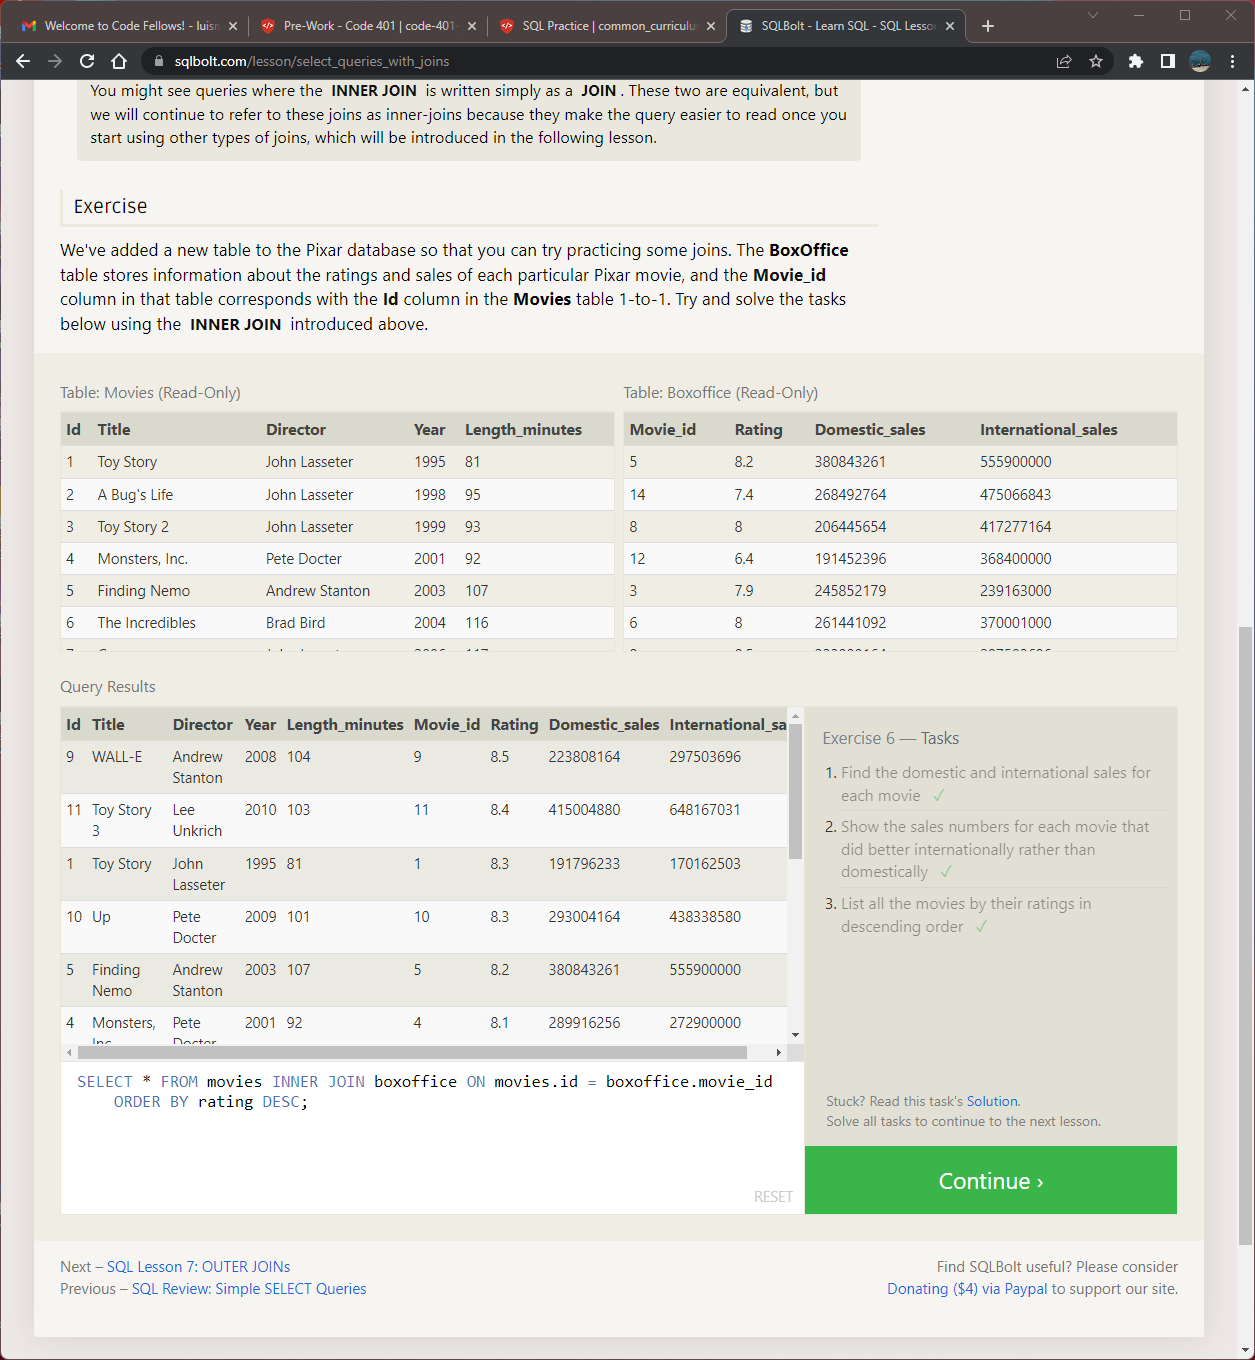 Welcome to Code Fellows! - luisn
Pre-Work - Code 401 | code-401-
SQL Practice | common_curriculu
SQLBolt - Learn SQL - SQL Lesson
sqlbolt.com/lesson/select_queries_with_joins
You might see queries where the INNER JOIN is written simply as a JOIN. These two are equivalent, but
we will continue to refer to these joins as inner-joins because they make the query easier to read once you
start using other types of joins, which will be introduced in the following lesson.
Exercise
We've added a new table to the Pixar database so that you can try practicing some joins. The BoxOffice
table stores information about the ratings and sales of each particular Pixar movie, and the Movie_id
column in that table corresponds with the Id column in the Movies table 1-to-1. Try and solve the tasks
below using the INNER JOIN introduced above.
Table: Movies (Read-Only)
Id Title Director Year Length_minutes
1 Toy Story John Lasseter 1995 81
2 A Bug's Life John Lasseter 1998 95
3 Toy Story 2 John Lasseter 1999 93
4 Monsters, Inc. Pete Docter 2001 92
5 Finding Nemo Andrew Stanton 2003 107
6 The Incredibles Brad Bird 2004 116
Table: Boxoffice (Read-Only)
Movie_id Rating Domestic_sales International_sales
5 8.2 380843261 555900000
14 7.4 268492764 475066843
8 8 206445654 417277164
12 6.4 191452396 368400000
3 7.9 245852179 239163000
6 8 261441092 370001000
Query Results
Id Title Director Year Length_minutes Movie_id Rating Domestic_sales International_sa
9 WALL-E Andrew 2008 104 9 8.5 223808164 297503696
Stanton
11 Toy Story Lee 2010 103 11 8.4 415004880 648167031
3 Unkrich
1 Toy Story John 1995 81 1 8.3 191796233 170162503
Lasseter
10 Up Pete 2009 101 10 8.3 293004164 438338580
Docter
5 Finding Andrew 2003 107 5 8.2 380843261 555900000
Nemo Stanton
4 Monsters, Pete 2001 92 4 8.1 289916256 272900000
Inc. Docter
SELECT * FROM movies INNER JOIN boxoffice ON movies.id = boxoffice.movie_id
ORDER BY rating DESC;
RESET
Exercise 6 — Tasks
1. Find the domestic and international sales for
each movie ✓
2. Show the sales numbers for each movie that
did better internationally rather than
domestically ✓
3. List all the movies by their ratings in
descending order ✓
Stuck? Read this task's Solution.
Solve all tasks to continue to the next lesson.
Continue ›
Next – SQL Lesson 7: OUTER JOINs
Previous – SQL Review: Simple SELECT Queries
Find SQLBolt useful? Please consider
Donating ($4) via Paypal to support our site.